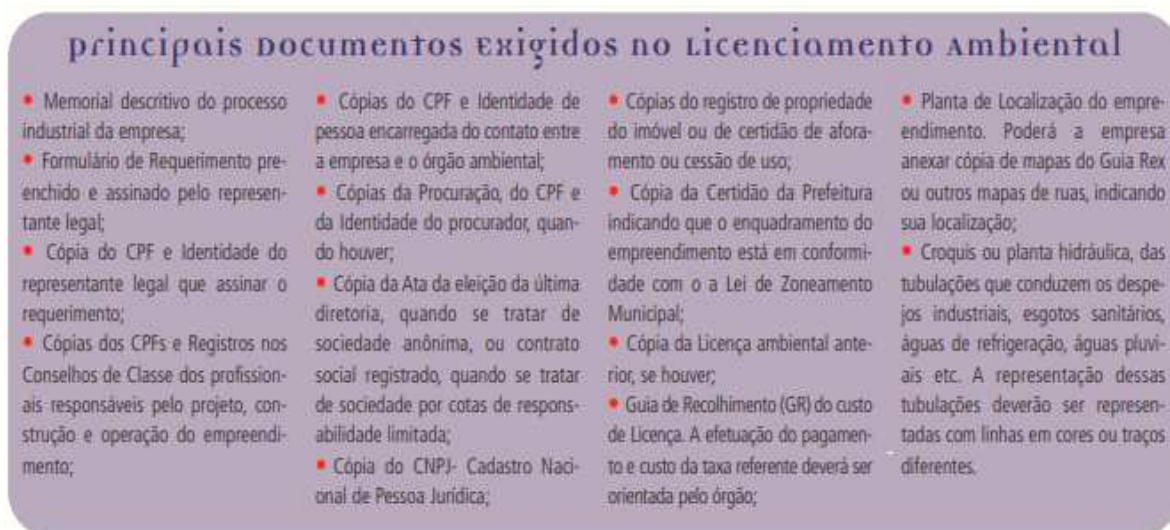 principais Documentos Exigidos no Licenciamento Ambiental
• Memorial descritivo do processo
industrial da empresa;
• Formulário de Requerimento pre-
enchido e assinado pelo represen-
tante legal;
• Cópia do CPF e Identidade do
representante legal que assinar o
requerimento;
• Cópias dos CPFs e Registros nos
Conselhos de Classe dos profission-
ais responsáveis pelo projeto, con-
strução e operação do empreendi-
mento;
• Cópias do CPF e Identidade de
pessoa encarregada do contato entre
a empresa e o órgão ambiental;
• Cópias da Procuração, do CPF e
da Identidade do procurador, quan-
do houver;
• Cópia da Ata da eleição da última
diretoria, quando se tratar de
sociedade anônima, ou contrato
social registrado, quando se tratar
de sociedade por cotas de respons-
abilidade limitada;
• Cópia do CNPJ- Cadastro Naci-
onal de Pessoa Jurídica;
• Cópias do registro de propriedade
do imóvel ou de certidão de afora-
mento ou cessão de uso;
• Cópia da Certidão da Prefeitura
indicando que o enquadramento do
empreendimento está em conformi-
dade com o a Lei de Zoneamento
Municipal;
• Cópia da Licença ambiental ante-
rior, se houver;
• Guia de Recolhimento (GR) do custo
de Licença. A efetuação do pagamen-
to e custo da taxa referente deverá ser
orientada pelo órgão;
• Planta de Localização do empre-
endimento. Poderá a empresa
anexar cópia de mapas do Guia Rex
ou outros mapas de ruas, indicando
sua localização;
• Croquis ou planta hidráulica, das
tubulações que conduzem os despe-
jos industriais, esgotos sanitários,
águas de refrigeração, águas pluvi-
ais etc. A representação dessas
tubulações deverão ser represen-
tadas com linhas em cores ou traços
diferentes.